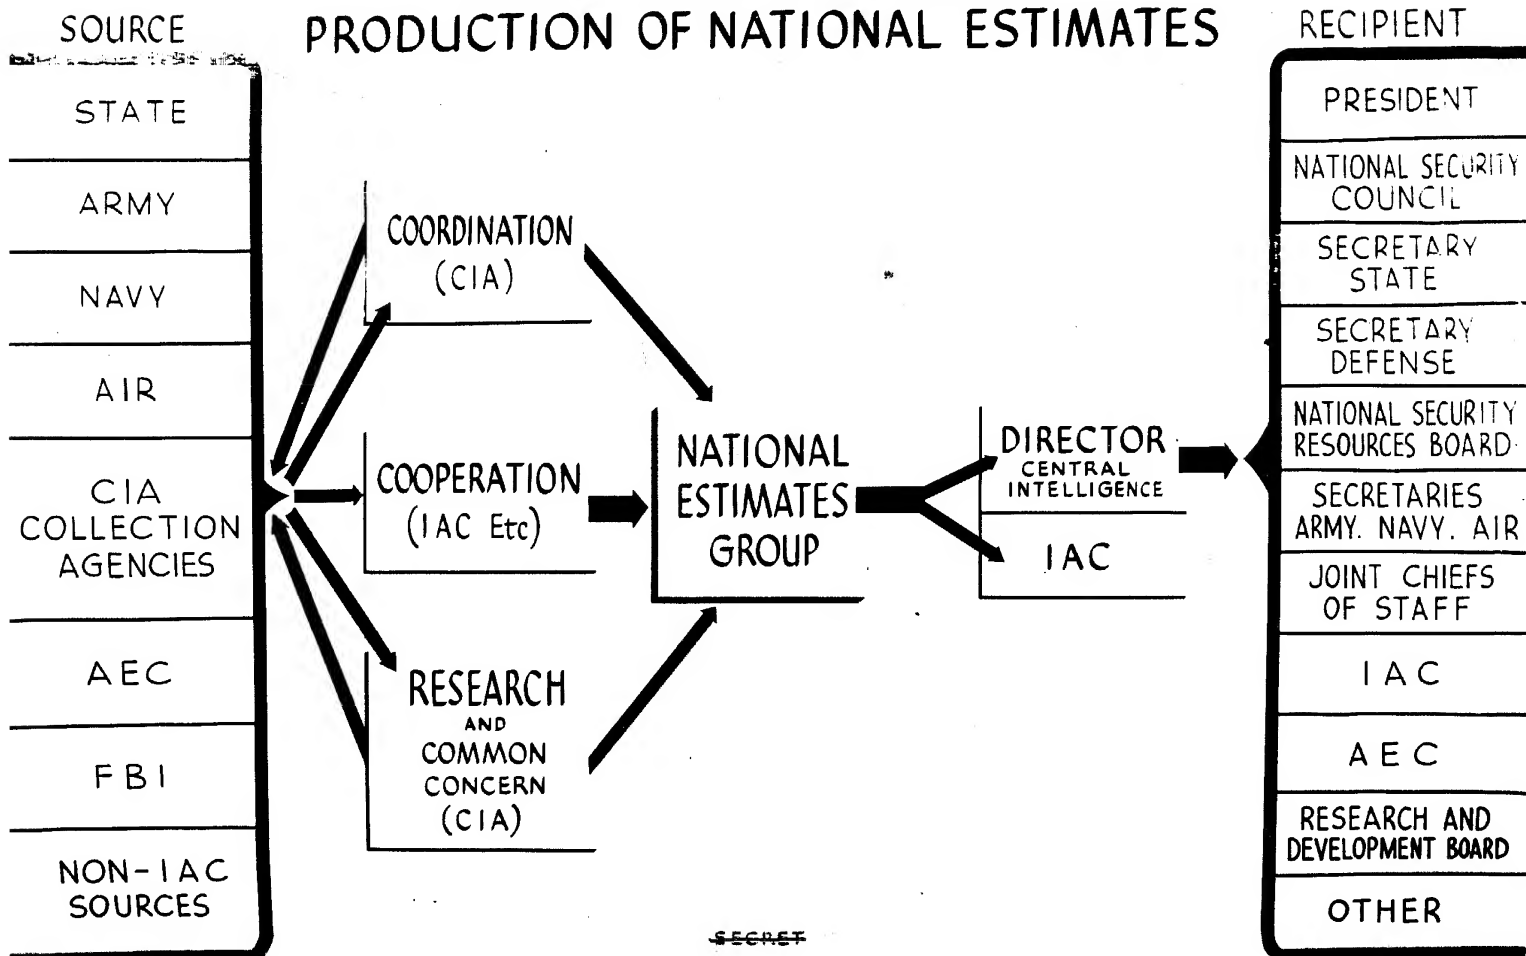 SOURCE
PRODUCTION OF NATIONAL ESTIMATES
RECIPIENT
STATE
ARMY
NAVY
AIR
CIA
COLLECTION
AGENCIES
AEC
FBI
NON-IAC
SOURCES
COORDINATION
(CIA)
COOPERATION
(IAC Etc)
RESEARCH
AND
COMMON
CONCERN
(CIA)
NATIONAL
ESTIMATES
GROUP
DIRECTOR
CENTRAL
INTELLIGENCE
IAC
PRESIDENT
NATIONAL SECURITY
COUNCIL
SECRETARY
STATE
SECRETARY
DEFENSE
NATIONAL SECURITY
RESOURCES BOARD
SECRETARIES
ARMY. NAVY. AIR
JOINT CHIEFS
OF STAFF
IAC
AEC
RESEARCH AND
DEVELOPMENT BOARD
OTHER
SECRET